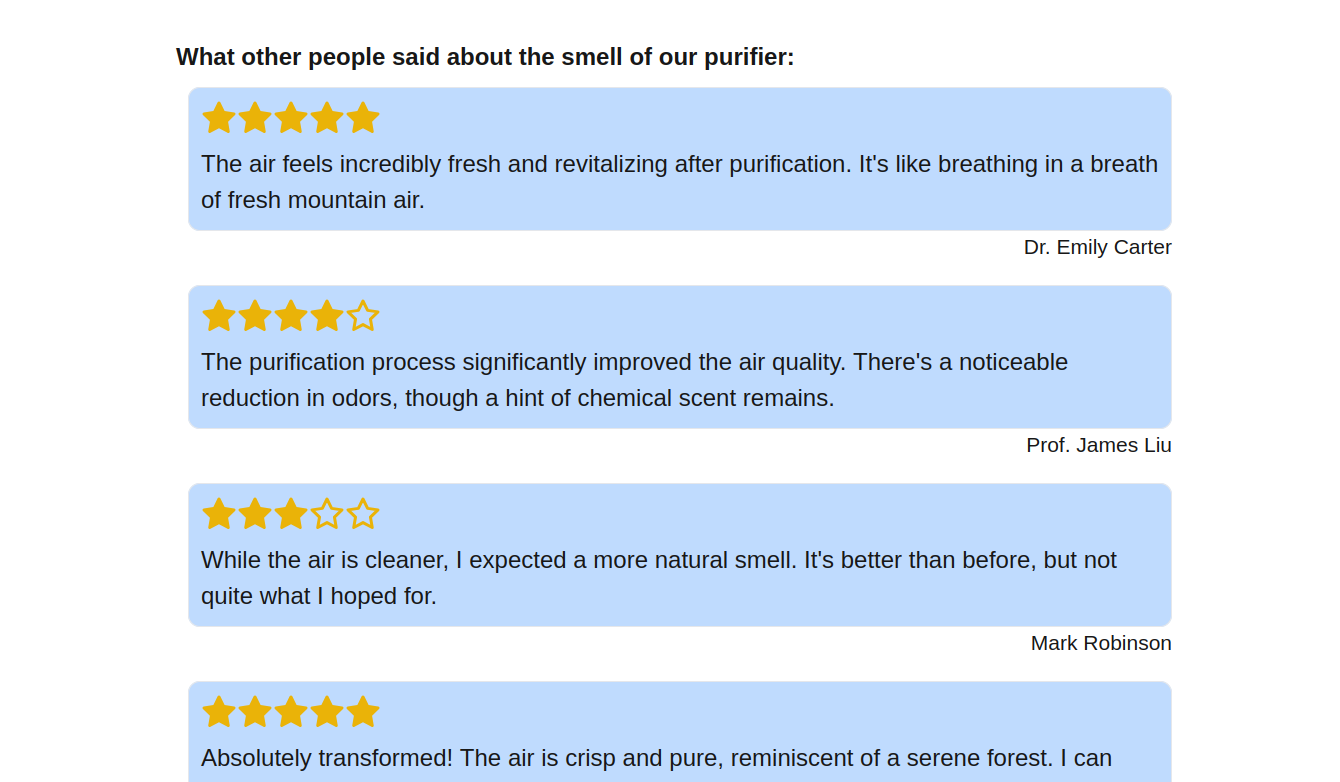 What other people said about the smell of our purifier:
The air feels incredibly fresh and revitalizing after purification. It's like breathing in a breath
of fresh mountain air.
Dr. Emily Carter
The purification process significantly improved the air quality. There's a noticeable
reduction in odors, though a hint of chemical scent remains.
Prof. James Liu
While the air is cleaner, I expected a more natural smell. It's better than before, but not
quite what I hoped for.
Mark Robinson
Absolutely transformed! The air is crisp and pure, reminiscent of a serene forest. I can